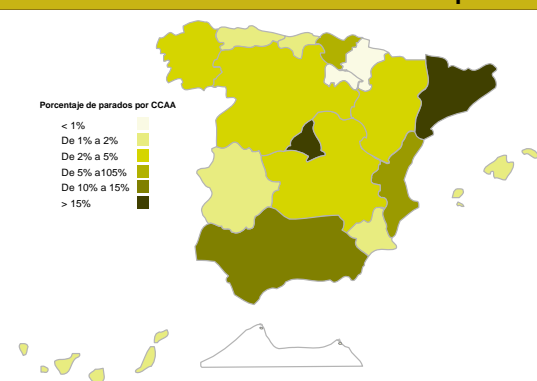 Porcentaje de parados por CCAA
< 1%
De 1% a 2%
De 2% a 5%
De 5% a105%
De 10% a 15%
> 15%